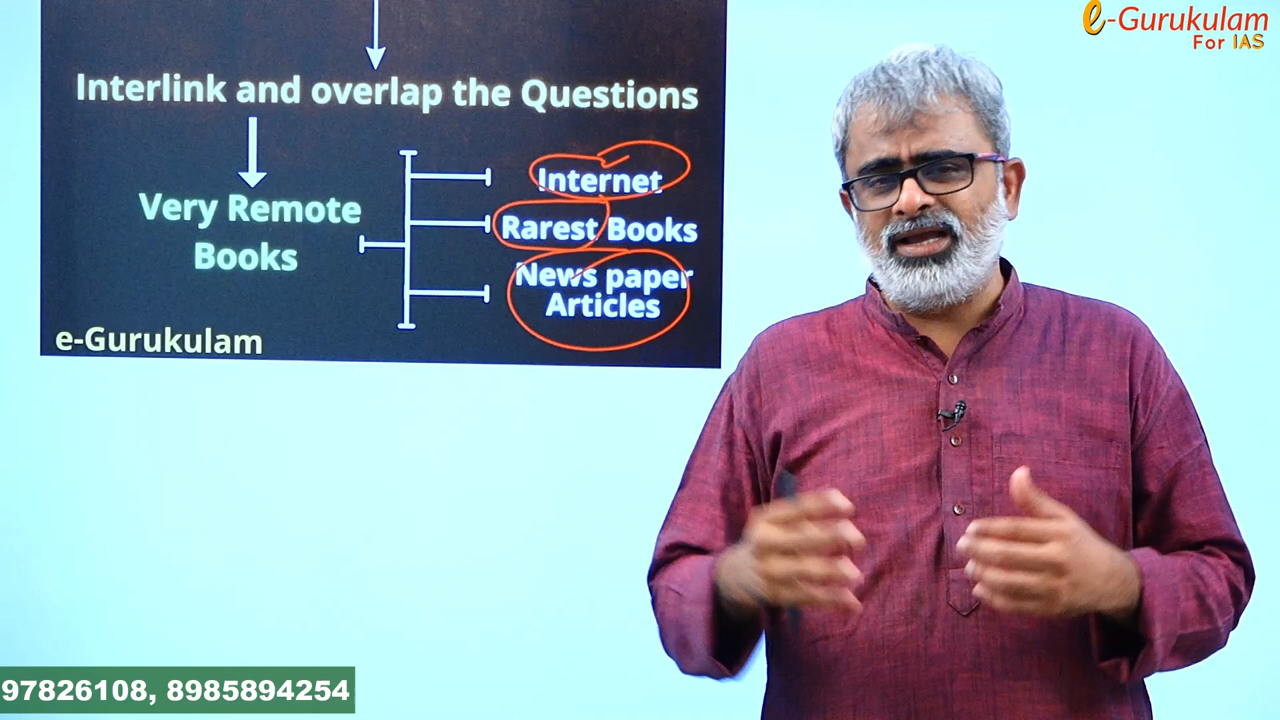 e-Gurukulam
For IAS
Interlink and overlap the Questions
Very Remote
Books
Internet
Rarest Books
News paper
Articles
e-Gurukulam
97826108, 8985894254